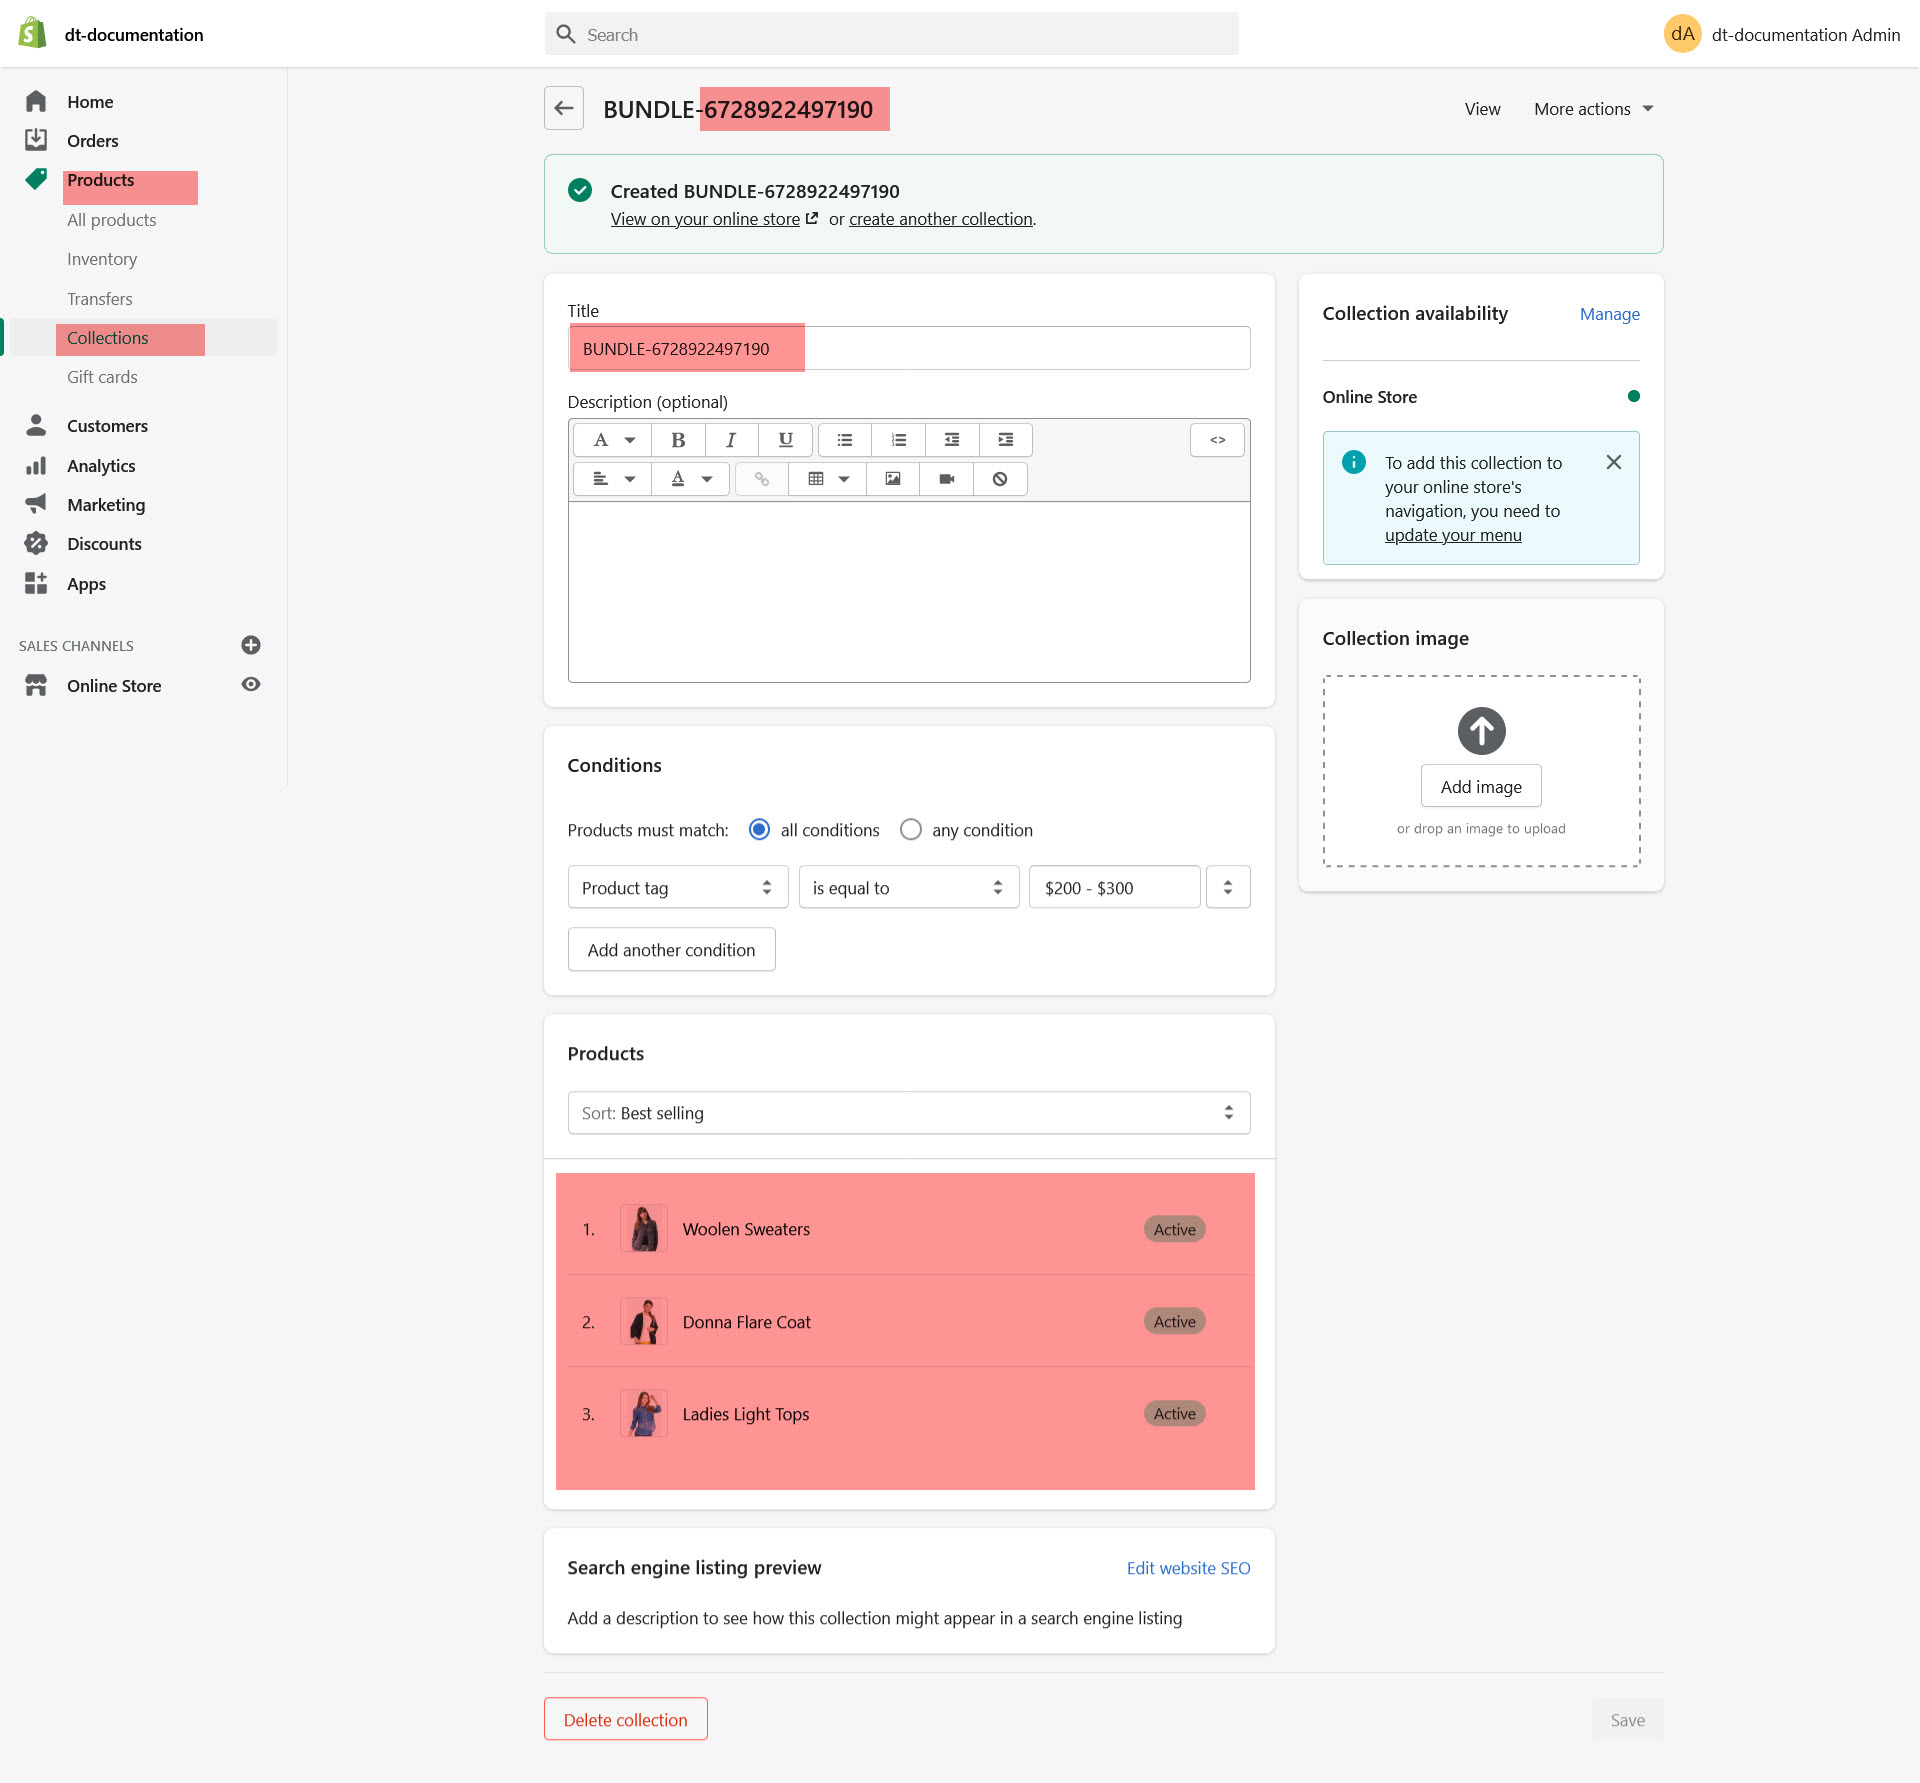 dt-documentation
Search
dA dt-documentation Admin
Home
Orders
Products
All products
Inventory
Transfers
Collections
Gift cards
Customers
Analytics
Marketing
Discounts
Apps
SALES CHANNELS
Online Store
BUNDLE-6728922497190
View More actions
Created BUNDLE-6728922497190
View on your online store or create another collection.
Title
BUNDLE-6728922497190
Description (optional)
A B I U <>
A
Collection availability Manage
Online Store
To add this collection to
your online store's
navigation, you need to
update your menu
Collection image
Add image
or drop an image to upload
Conditions
Products must match: all conditions any condition
Product tag is equal to $200 - $300
Add another condition
Products
Sort: Best selling
1. Woolen Sweaters Active
2. Donna Flare Coat Active
3. Ladies Light Tops Active
Search engine listing preview Edit website SEO
Add a description to see how this collection might appear in a search engine listing
Delete collection Save